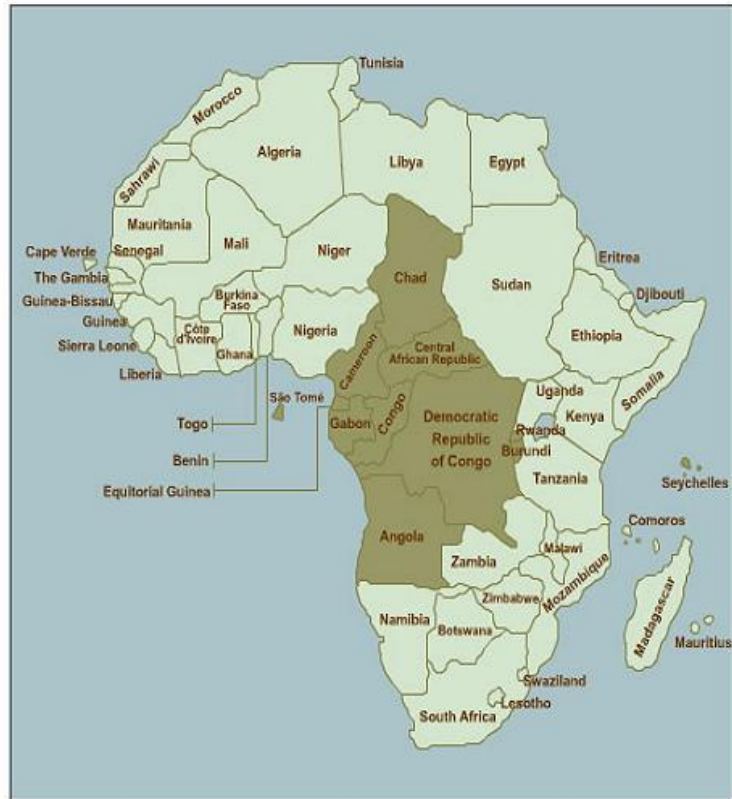 Tunisia
Morocco
Algeria
Libya
Egypt
Sahrawi
Mauritania
Mali
Niger
Cape Verde
Senegal
Chad
Sudan
Eritrea
The Gambia
Djibouti
Guinea-Bissau
Burkina
Faso
Nigeria
Guinea
Côte
d'Ivoire
Ghana
Ethiopia
Sierra Leone
Cameroon
Central
African Republic
Liberia
Somalia
São Tomé
Uganda
Kenya
Togo
Gabon
Congo
Democratic
Republic
of Congo
Rwanda
Burundi
Benin
Tanzania
Seychelles
Equitorial Guinea
Comoros
Angola
Malawi
Zambia
Mozambique
Zimbabwe
Madagascar
Namibia
Botswana
Mauritius
Swaziland
Lesotho
South Africa